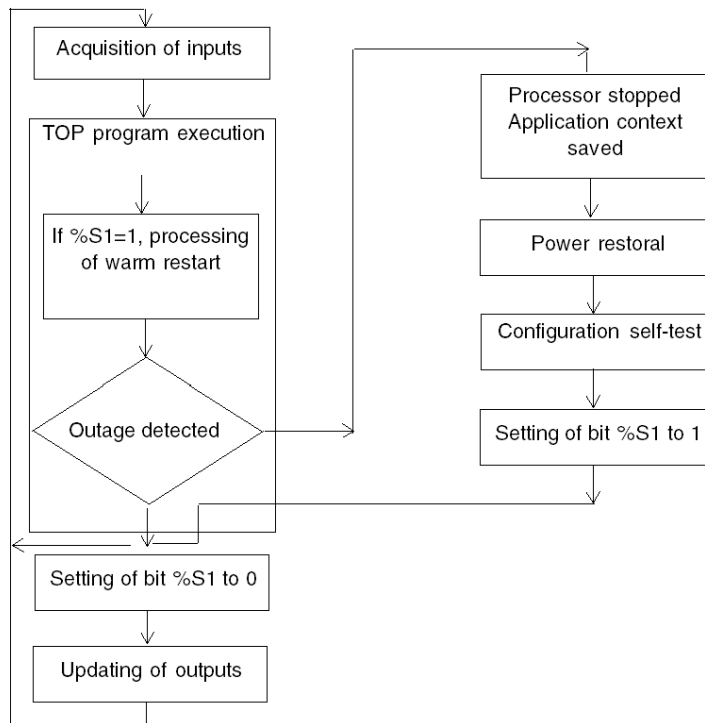 Acquisition of inputs
TOP program execution
If %S1=1, processing
of warm restart
Outage detected
Setting of bit %S1 to 0
Updating of outputs
Processor stopped
Application context
saved
Power restoral
Configuration self-test
Setting of bit %S1 to 1